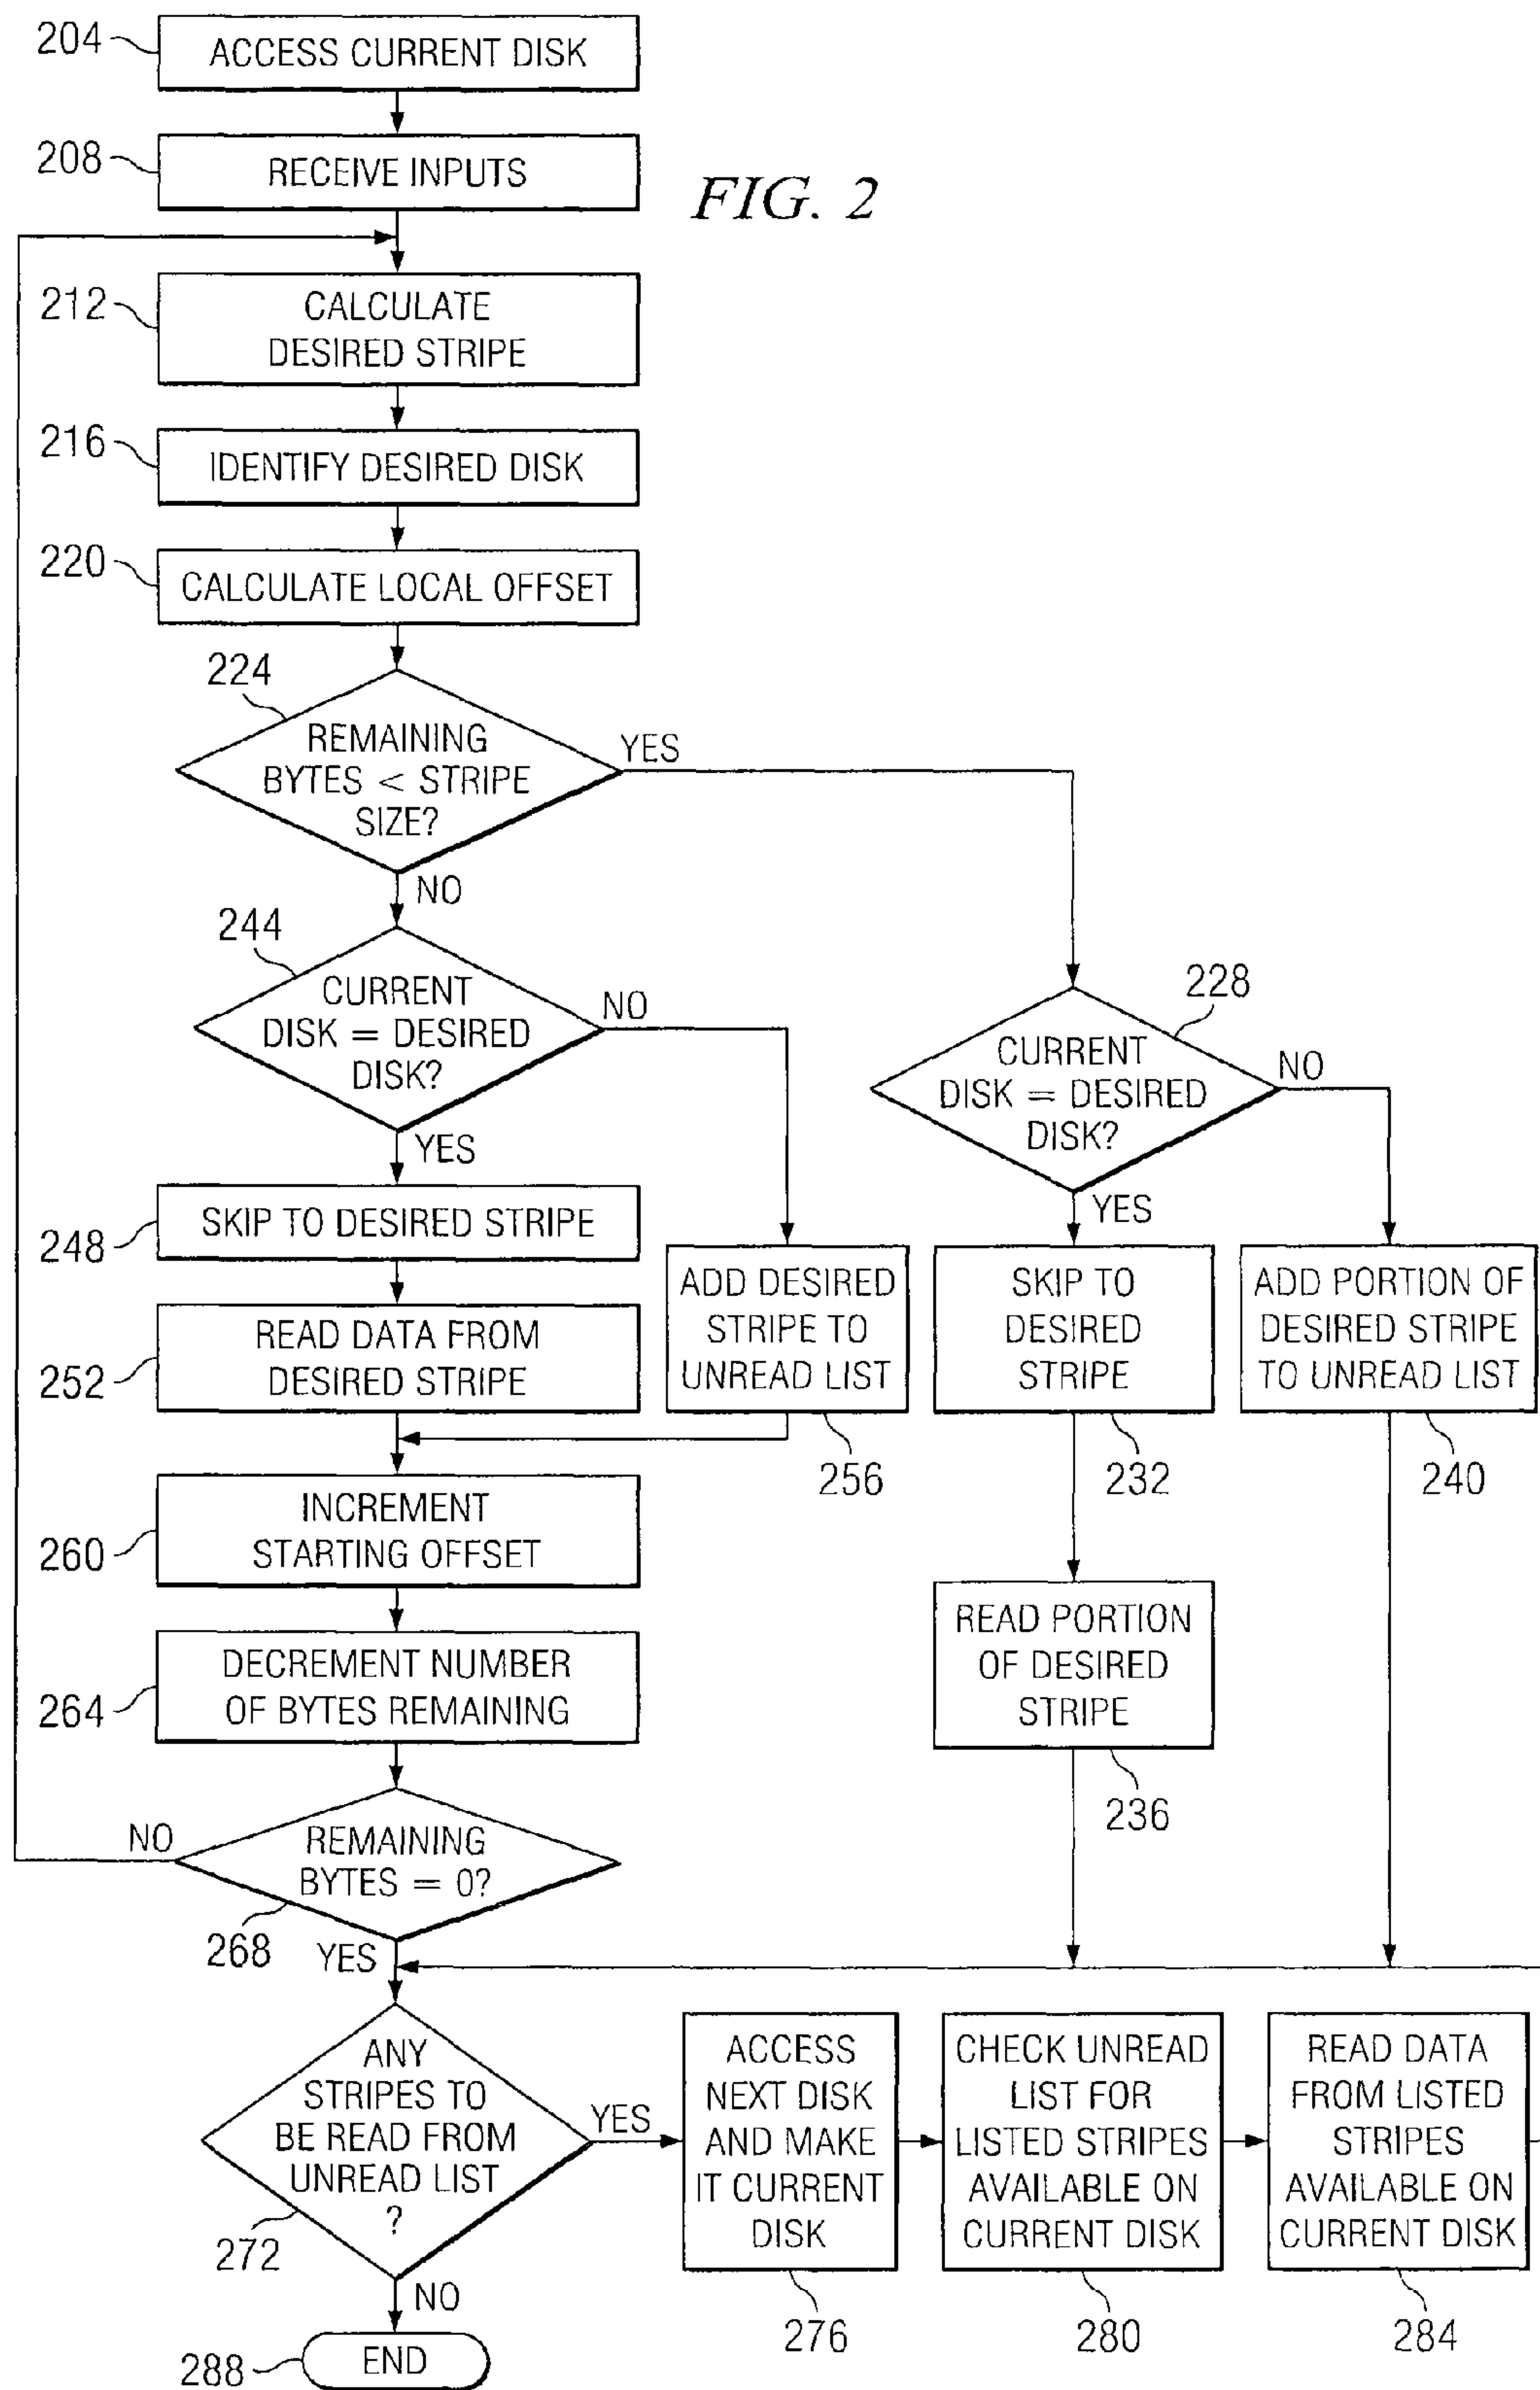 204
ACCESS CURRENT DISK
208
RECEIVE INPUTS
FIG. 2
212
CALCULATE
DESIRED STRIPE
216
IDENTIFY DESIRED DISK
220
CALCULATE LOCAL OFFSET
224
REMAINING
BYTES < STRIPE
SIZE?
YES
NO
244
CURRENT
DISK = DESIRED
DISK?
NO
YES
228
CURRENT
DISK = DESIRED
DISK?
NO
YES
248
SKIP TO DESIRED STRIPE
252
READ DATA FROM
DESIRED STRIPE
ADD DESIRED
STRIPE TO
UNREAD LIST
256
SKIP TO
DESIRED
STRIPE
232
ADD PORTION OF
DESIRED STRIPE
TO UNREAD LIST
240
260
INCREMENT
STARTING OFFSET
READ PORTION
OF DESIRED
STRIPE
236
264
DECREMENT NUMBER
OF BYTES REMAINING
NO
REMAINING
BYTES = 0?
268
YES
ANY
STRIPES TO
BE READ FROM
UNREAD LIST
?
272
YES
NO
ACCESS
NEXT DISK
AND MAKE
IT CURRENT
DISK
276
CHECK UNREAD
LIST FOR
LISTED STRIPES
AVAILABLE ON
CURRENT DISK
280
READ DATA
FROM LISTED
STRIPES
AVAILABLE ON
CURRENT DISK
284
288
END